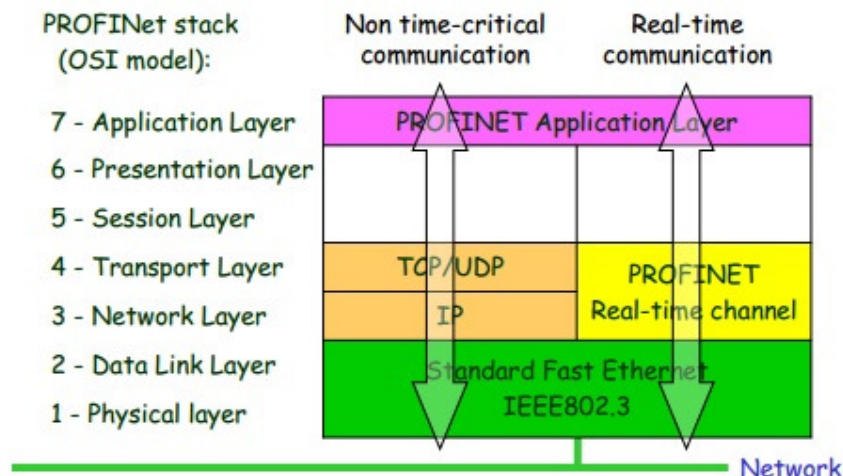 PROFINet stack
(OSI model):
Non time-critical
communication
Real-time
communication
7 - Application Layer
PROFINET Application Layer
6 - Presentation Layer
5 - Session Layer
4 - Transport Layer
TCP/UDP
PROFINET
Real-time channel
3 - Network Layer
IP
2 - Data Link Layer
Standard Fast Ethernet
IEEE802.3
1 - Physical layer
Network